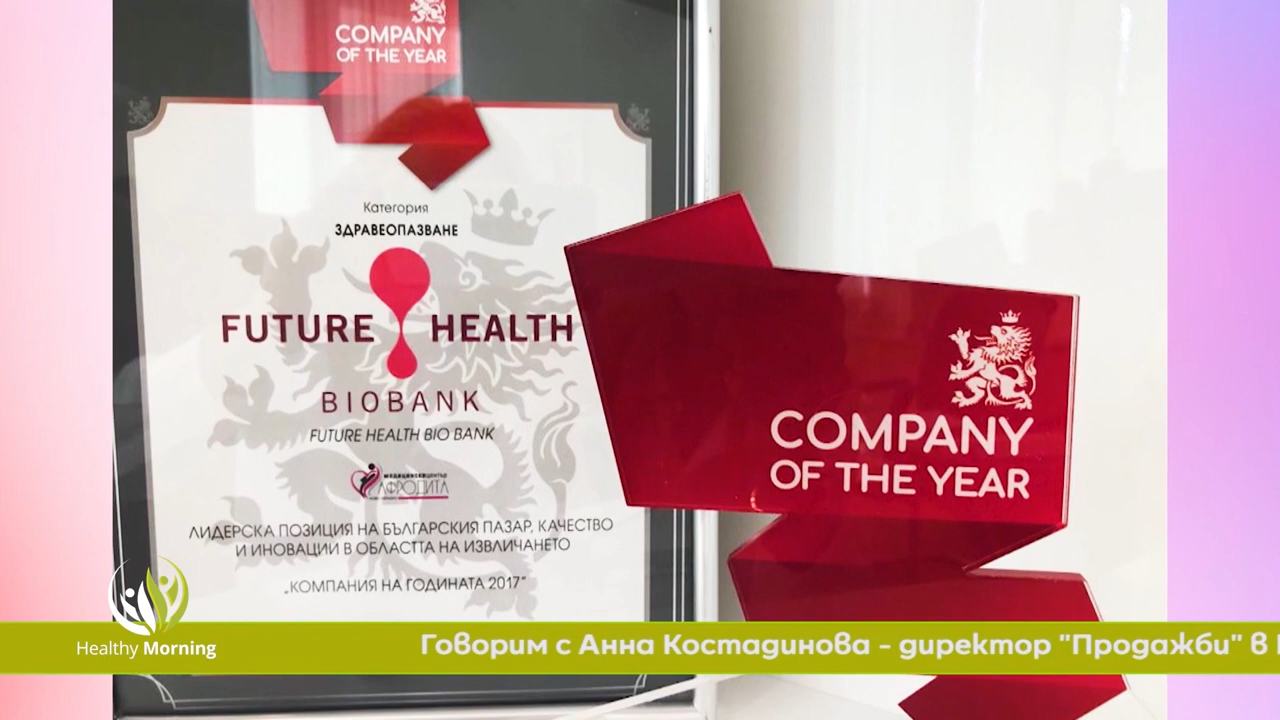 COMPANY
OF THE YEAR
Категория
ЗДРАВЕОПАЗВАНЕ
FUTURE HEALTH
BIOBANK
FUTURE HEALTH BIO BANK
МЕДИЦИНСКИ ЦЕНТЪР
АФРОДИТА
ЛИДЕРСКА ПОЗИЦИЯ НА БЪЛГАРСКИЯ ПАЗАР, КАЧЕСТВО
И ИНОВАЦИИ В ОБЛАСТТА НА ИЗВЛИЧАНЕТО
„КОМПАНИЯ НА ГОДИНАТА 2017"
COMPANY
OF THE YEAR
Healthy Morning
Говорим с Анна Костадинова - директор "Продажби" в